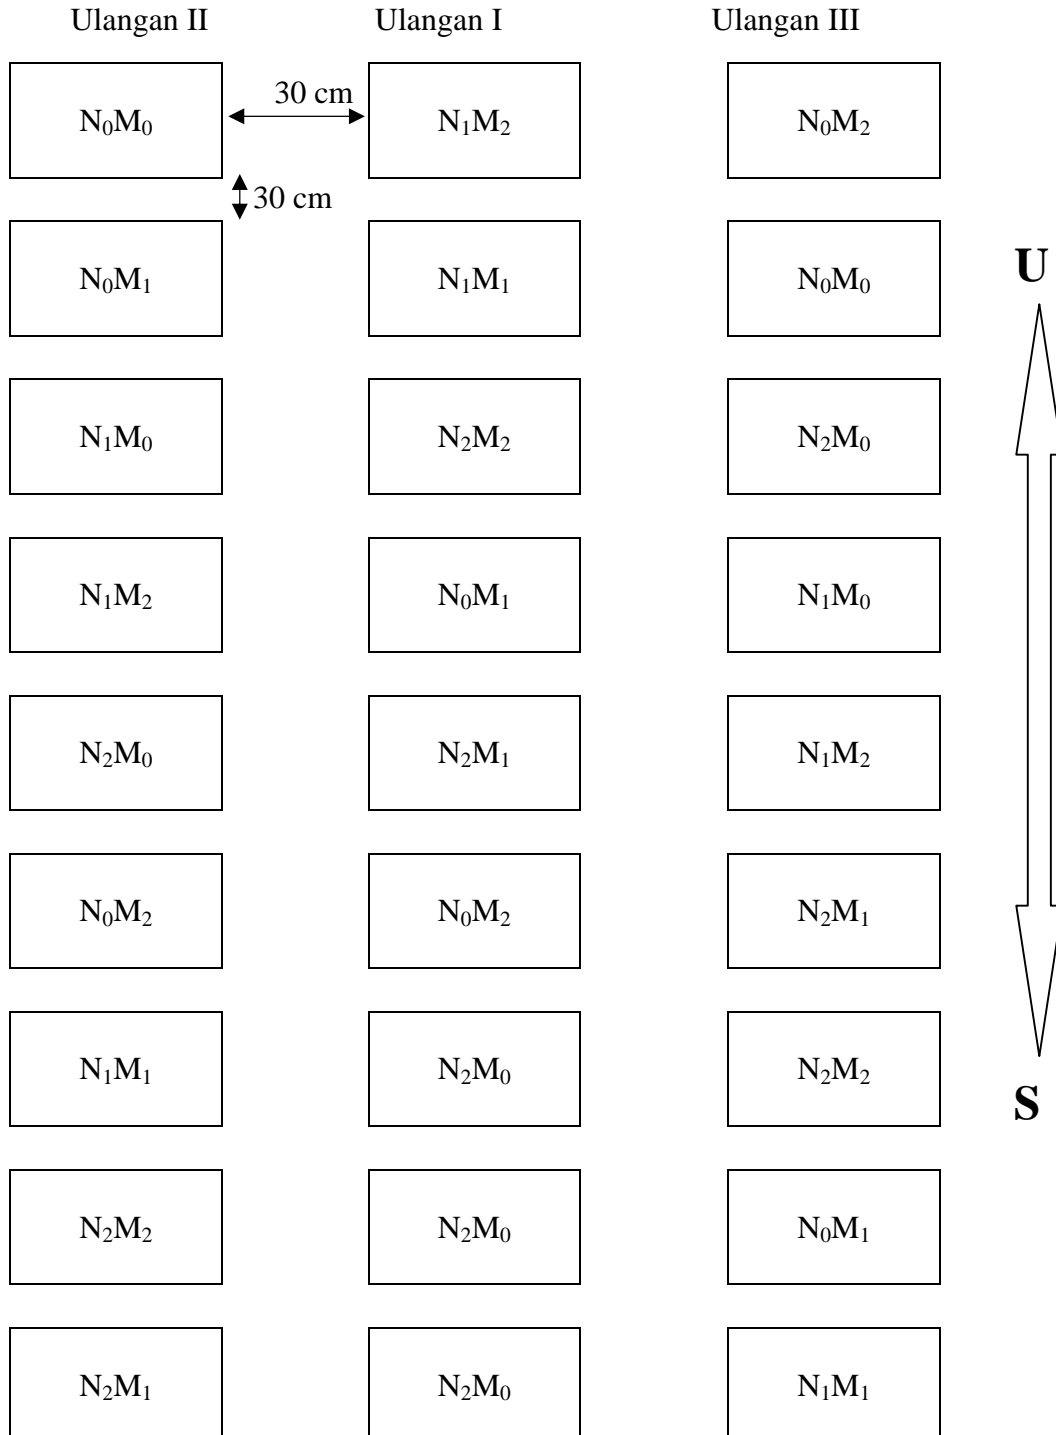 Ulangan II Ulangan I Ulangan III
N₀M₀ 30 cm N₁M₂ N₀M₂
30 cm
N₀M₁ N₁M₁ N₀M₀
U
N₁M₀ N₂M₂ N₂M₀
N₁M₂ N₀M₁ N₁M₀
N₂M₀ N₂M₁ N₁M₂
N₀M₂ N₀M₂ N₂M₁
N₁M₁ N₂M₀ N₂M₂
S
N₂M₂ N₂M₀ N₀M₁
N₂M₁ N₂M₀ N₁M₁